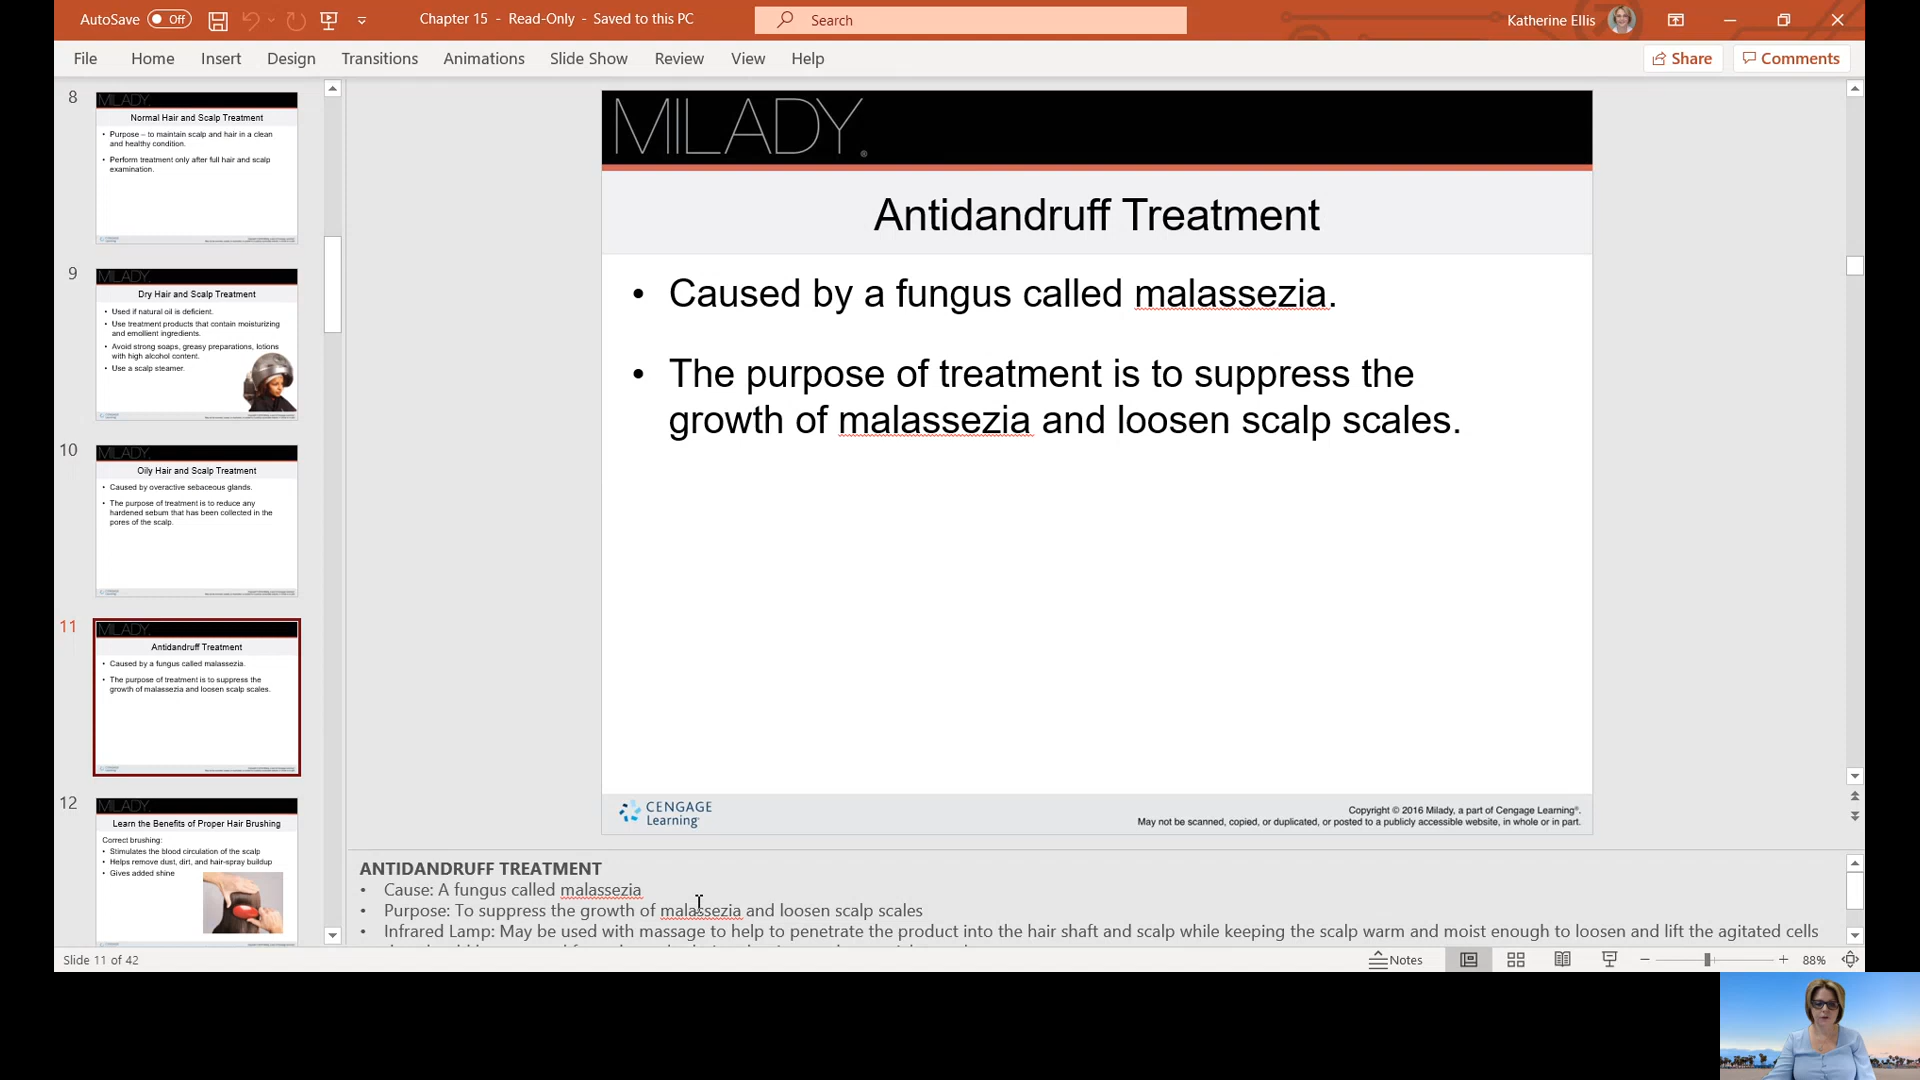 AutoSave Off Chapter 15 - Read-Only - Saved to this PC Search Katherine Ellis
File Home Insert Design Transitions Animations Slide Show Review View Help Share Comments
8
MILADY
Normal Hair and Scalp Treatment
• Purpose – to maintain scalp and hair in a clean
and healthy condition.
• Perform treatment only after full hair and scalp
examination.
9
MILADY
Dry Hair and Scalp Treatment
• Used if natural oil is deficient.
• Use treatment products that contain moisturizing
and emollient ingredients.
• Avoid strong soaps, greasy preparations, lotions
with high alcohol content.
• Use a scalp steamer.
10
MILADY
Oily Hair and Scalp Treatment
• Caused by overactive sebaceous glands.
• The purpose of treatment is to reduce any
hardened sebum that has been collected in the
pores of the scalp.
11
MILADY
Antidandruff Treatment
• Caused by a fungus called malassezia.
• The purpose of treatment is to suppress the
growth of malassezia and loosen scalp scales.
12
MILADY
Learn the Benefits of Proper Hair Brushing
Correct brushing:
• Stimulates the blood circulation of the scalp
• Helps remove dust, dirt, and hair-spray buildup
• Gives added shine
MILADY®
Antidandruff Treatment
• Caused by a fungus called malassezia.
• The purpose of treatment is to suppress the
growth of malassezia and loosen scalp scales.
CENGAGE
Learning
Copyright © 2016 Milady, a part of Cengage Learning®.
May not be scanned, copied, or duplicated, or posted to a publicly accessible website, in whole or in part.
ANTIDANDRUFF TREATMENT
• Cause: A fungus called malassezia
• Purpose: To suppress the growth of malassezia and loosen scalp scales
• Infrared Lamp: May be used with massage to help to penetrate the product into the hair shaft and scalp while keeping the scalp warm and moist enough to loosen and lift the agitated cells
Slide 11 of 42 Notes 88%